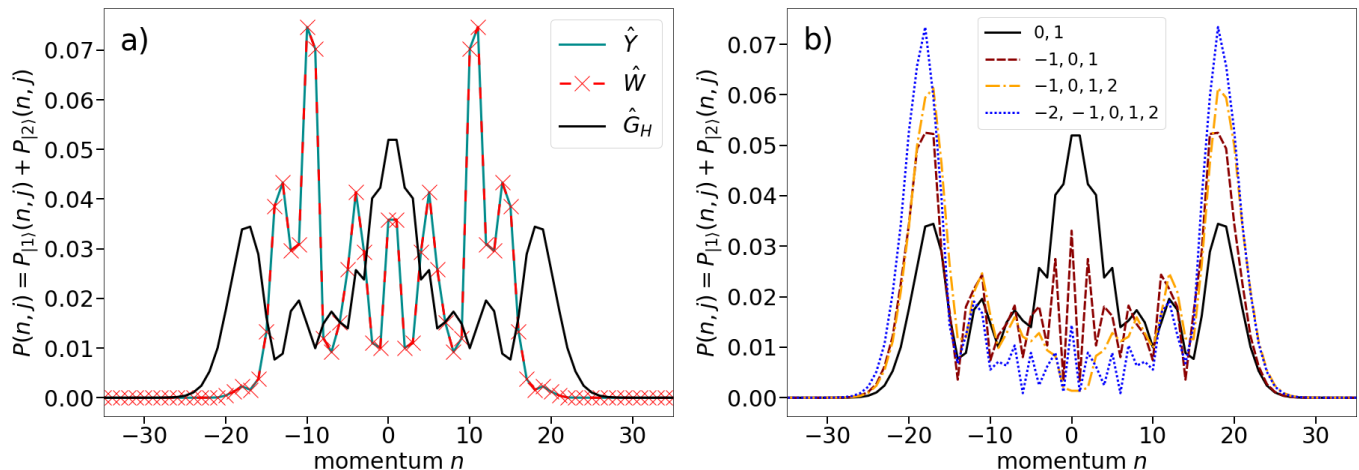 a)
Ŷ
Ŵ
Ĝ_H
P(n, j) = P_{|1⟩}(n, j) + P_{|2⟩}(n, j)
0.07
0.06
0.05
0.04
0.03
0.02
0.01
0.00
−30 −20 −10 0 10 20 30
momentum n
b)
0, 1
−1, 0, 1
−1, 0, 1, 2
−2, −1, 0, 1, 2
P(n, j) = P_{|1⟩}(n, j) + P_{|2⟩}(n, j)
0.07
0.06
0.05
0.04
0.03
0.02
0.01
0.00
−30 −20 −10 0 10 20 30
momentum n